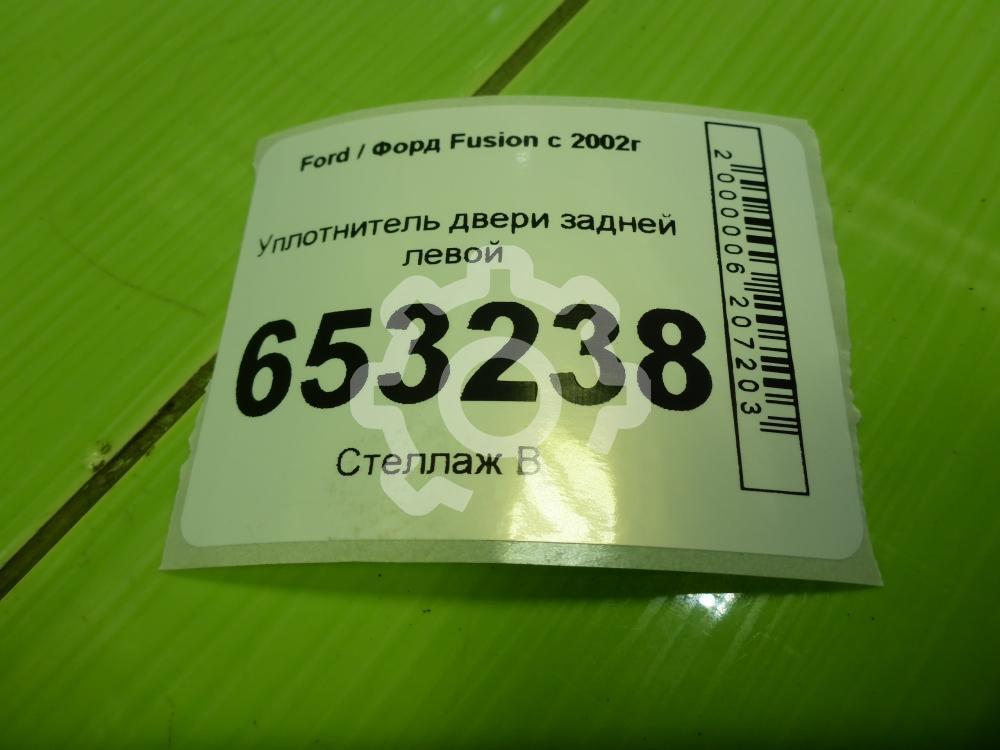 Ford / Форд Fusion с 2002г
Уплотнитель двери задней
левой
653238
Стеллаж В
2000006207203